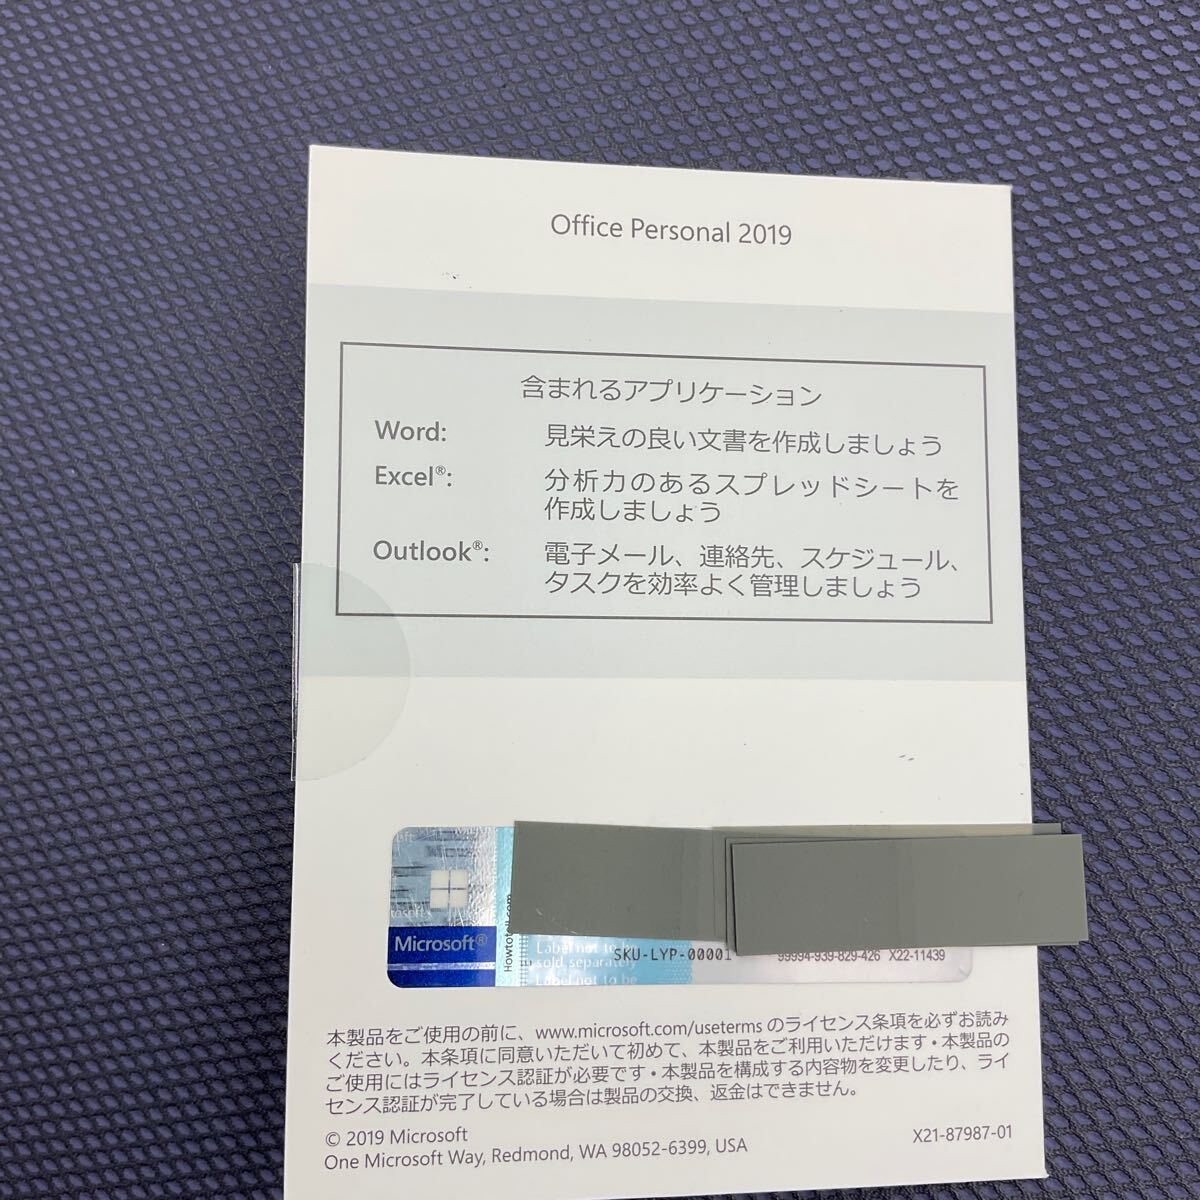 Office Personal 2019
含まれるアプリケーション
Word: 見栄えの良い文書を作成しましょう
Excel®: 分析力のあるスプレッドシートを
作成しましょう
Outlook®: 電子メール、連絡先、スケジュール、
タスクを効率よく管理しましょう
Microsoft®
Howtotell.com
Label not to be
sold separately
Label not to be
SKU-LYP-00001
99994-939-829-426 X22-11439
本製品をご使用の前に、www.microsoft.com/useterms のライセンス条項を必ずお読み
ください。本条項に同意いただいて初めて、本製品をご利用いただけます・本製品の
ご使用にはライセンス認証が必要です・本製品を構成する内容物を変更したり、ライ
センス認証が完了している場合は製品の交換、返金はできません。
© 2019 Microsoft
One Microsoft Way, Redmond, WA 98052-6399, USA
X21-87987-01